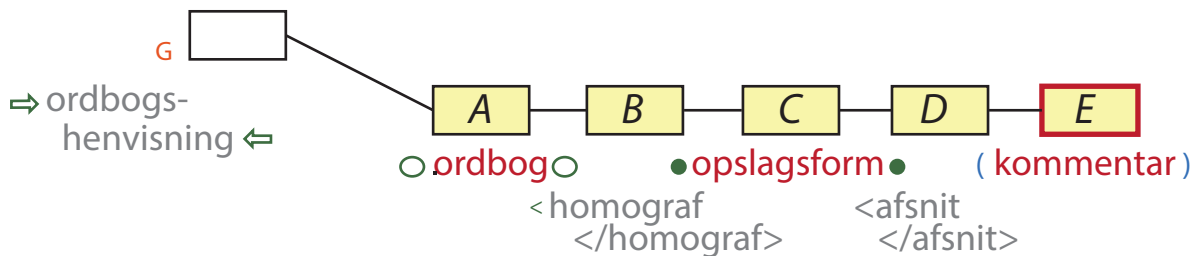 G
⇨ ordbogs-
henvisning ⇦
A B C D E
○.ordbog○ ●opslagsform● (kommentar)
<homograf <afsnit
</homograf> </afsnit>